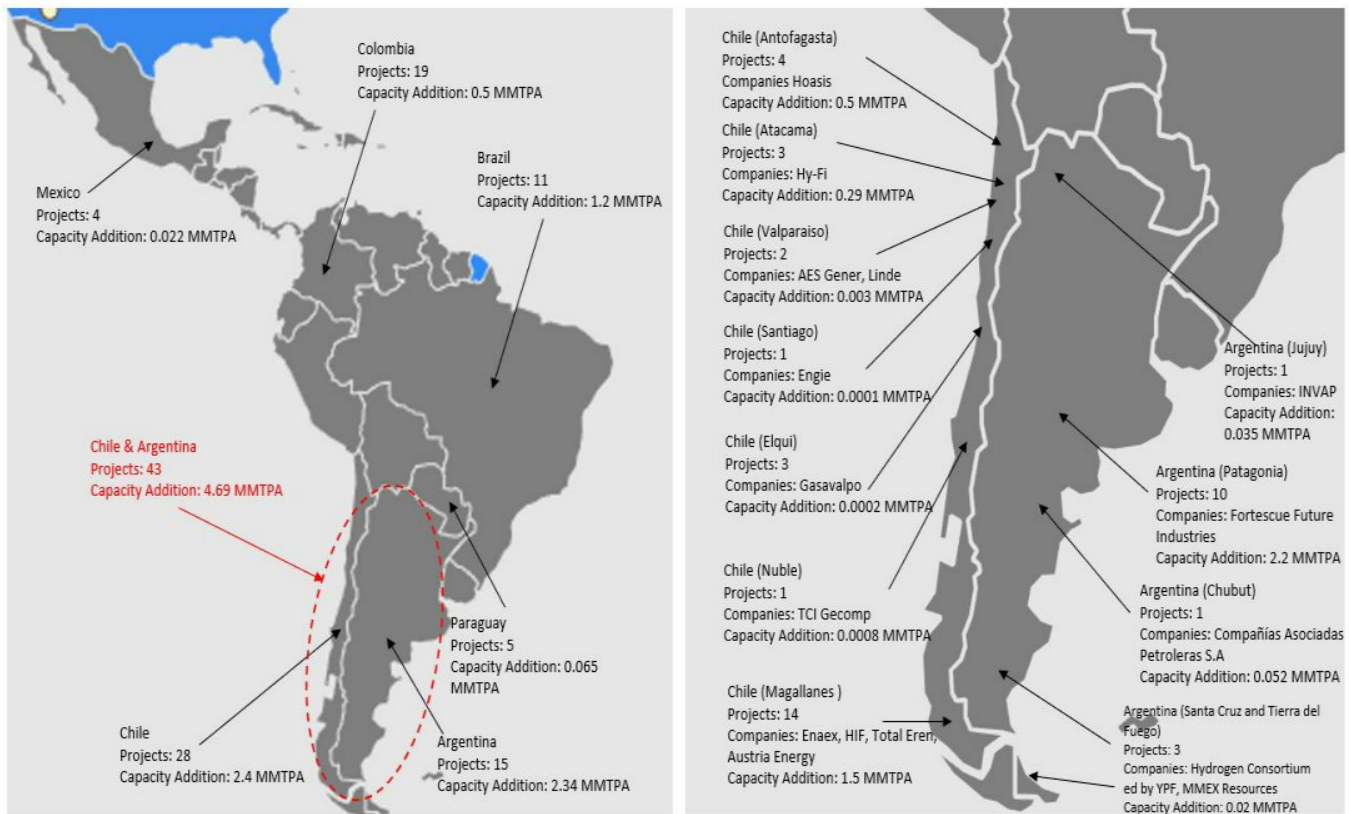 Colombia
Projects: 19
Capacity Addition: 0.5 MMTPA
Brazil
Projects: 11
Capacity Addition: 1.2 MMTPA
Mexico
Projects: 4
Capacity Addition: 0.022 MMTPA
Chile & Argentina
Projects: 43
Capacity Addition: 4.69 MMTPA
Paraguay
Projects: 5
Capacity Addition: 0.065
MMTPA
Chile
Projects: 28
Capacity Addition: 2.4 MMTPA
Argentina
Projects: 15
Capacity Addition: 2.34 MMTPA
Chile (Antofagasta)
Projects: 4
Companies Hoasis
Capacity Addition: 0.5 MMTPA
Chile (Atacama)
Projects: 3
Companies: Hy-Fi
Capacity Addition: 0.29 MMTPA
Chile (Valparaiso)
Projects: 2
Companies: AES Gener, Linde
Capacity Addition: 0.003 MMTPA
Chile (Santiago)
Projects: 1
Companies: Engie
Capacity Addition: 0.0001 MMTPA
Chile (Elqui)
Projects: 3
Companies: Gasavalpo
Capacity Addition: 0.0002 MMTPA
Chile (Nuble)
Projects: 1
Companies: TCI Gecomp
Capacity Addition: 0.0008 MMTPA
Chile (Magallanes )
Projects: 14
Companies: Enaex, HIF, Total Eren,
Austria Energy
Capacity Addition: 1.5 MMTPA
Argentina (Jujuy)
Projects: 1
Companies: INVAP
Capacity Addition:
0.035 MMTPA
Argentina (Patagonia)
Projects: 10
Companies: Fortescue Future
Industries
Capacity Addition: 2.2 MMTPA
Argentina (Chubut)
Projects: 1
Companies: Compañías Asociadas
Petroleras S.A
Capacity Addition: 0.052 MMTPA
Argentina (Santa Cruz and Tierra del
Fuego)
Projects: 3
Companies: Hydrogen Consortium
ed by YPF, MMEX Resources
Capacity Addition: 0.02 MMTPA